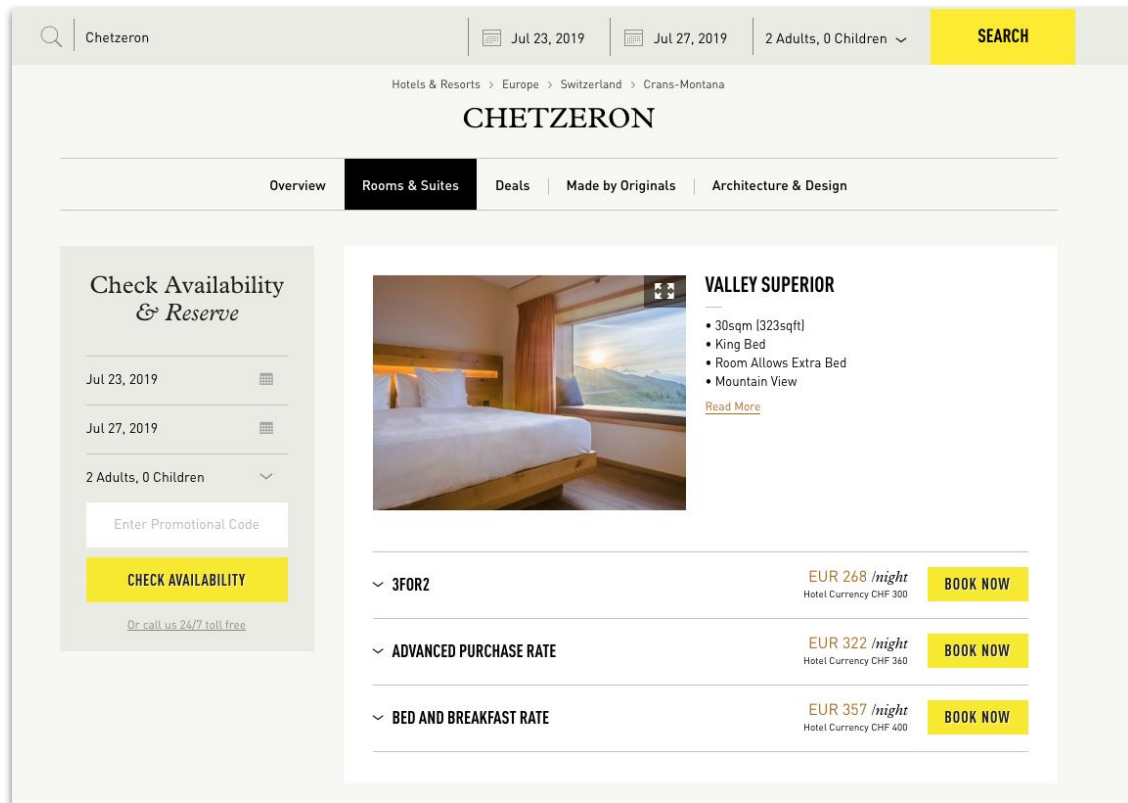 Chetzeron
Jul 23, 2019
Jul 27, 2019
2 Adults, 0 Children
SEARCH
Hotels & Resorts > Europe > Switzerland > Crans-Montana
CHETZERON
Overview
Rooms & Suites
Deals
Made by Originals
Architecture & Design
Check Availability
& Reserve
Jul 23, 2019
Jul 27, 2019
2 Adults, 0 Children
Enter Promotional Code
CHECK AVAILABILITY
Or call us 24/7 toll free
VALLEY SUPERIOR
• 30sqm (323sqft)
• King Bed
• Room Allows Extra Bed
• Mountain View
Read More
3FOR2
EUR 268 /night
Hotel Currency CHF 300
BOOK NOW
ADVANCED PURCHASE RATE
EUR 322 /night
Hotel Currency CHF 360
BOOK NOW
BED AND BREAKFAST RATE
EUR 357 /night
Hotel Currency CHF 400
BOOK NOW